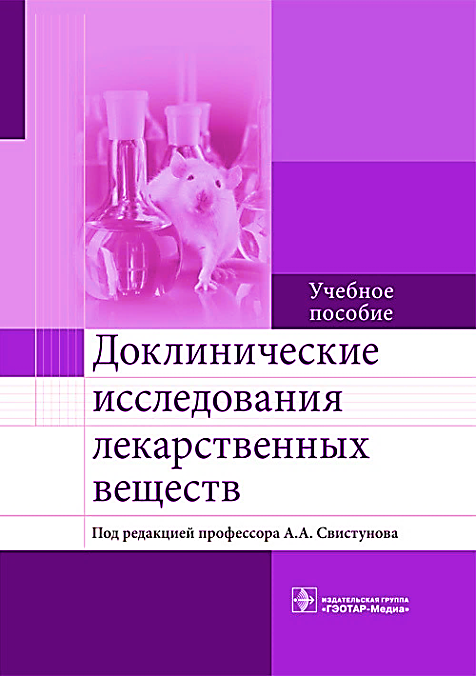 Учебное
пособие
Доклинические
исследования
лекарственных
веществ
Под редакцией профессора А.А. Свистунова
ИЗДАТЕЛЬСКАЯ ГРУППА
«ГЭОТАР-Медиа»